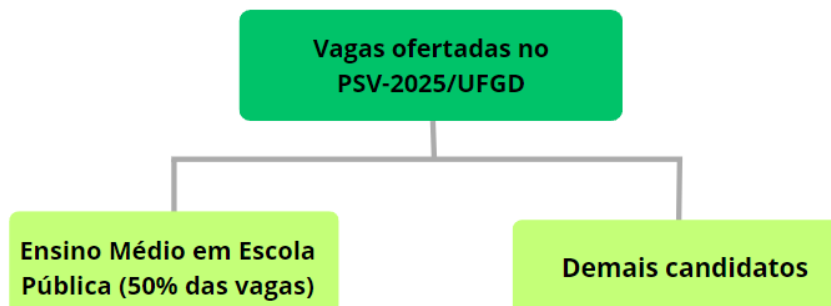 Vagas ofertadas no
PSV-2025/UFGD
Ensino Médio em Escola
Pública (50% das vagas)
Demais candidatos